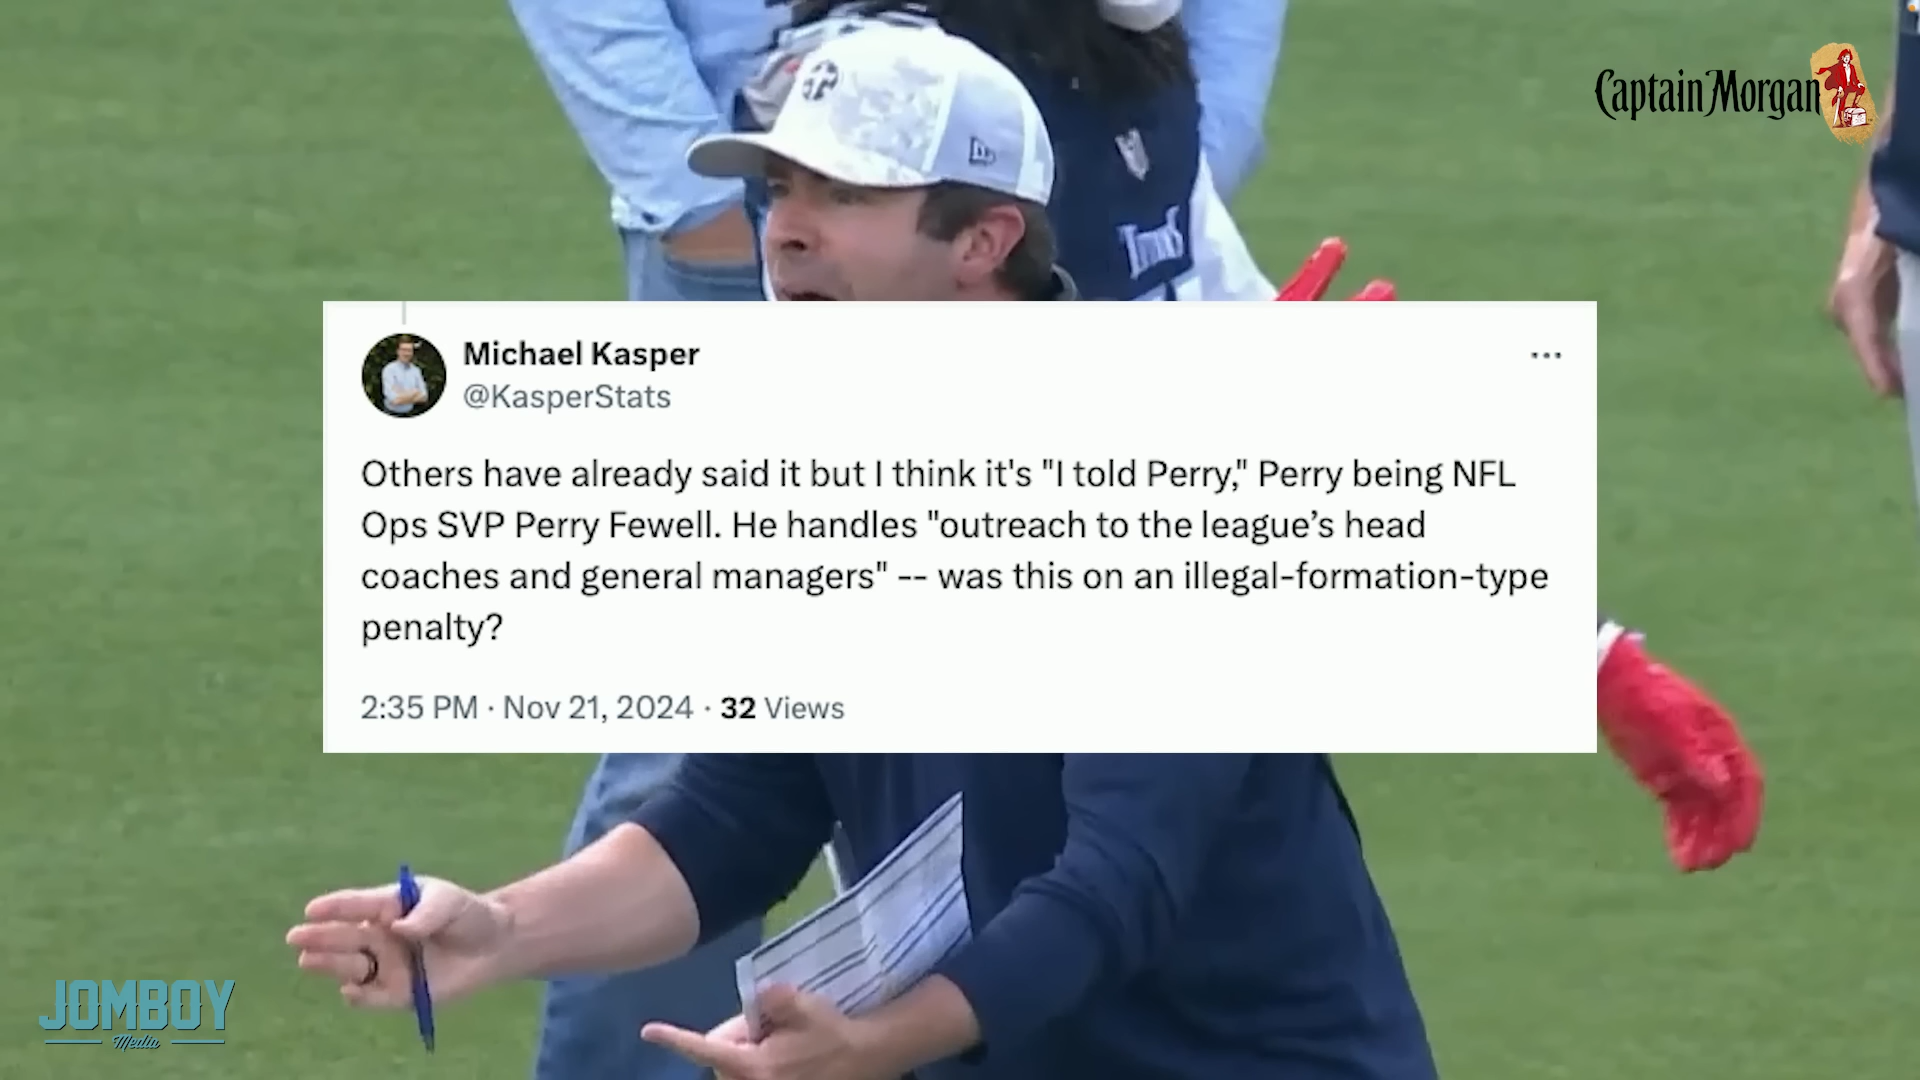 Captain Morgan
Titans
Michael Kasper
@KasperStats
Others have already said it but I think it's "I told Perry," Perry being NFL
Ops SVP Perry Fewell. He handles "outreach to the league’s head
coaches and general managers" -- was this on an illegal-formation-type
penalty?
2:35 PM · Nov 21, 2024 · 32 Views
JOMBOY
Media